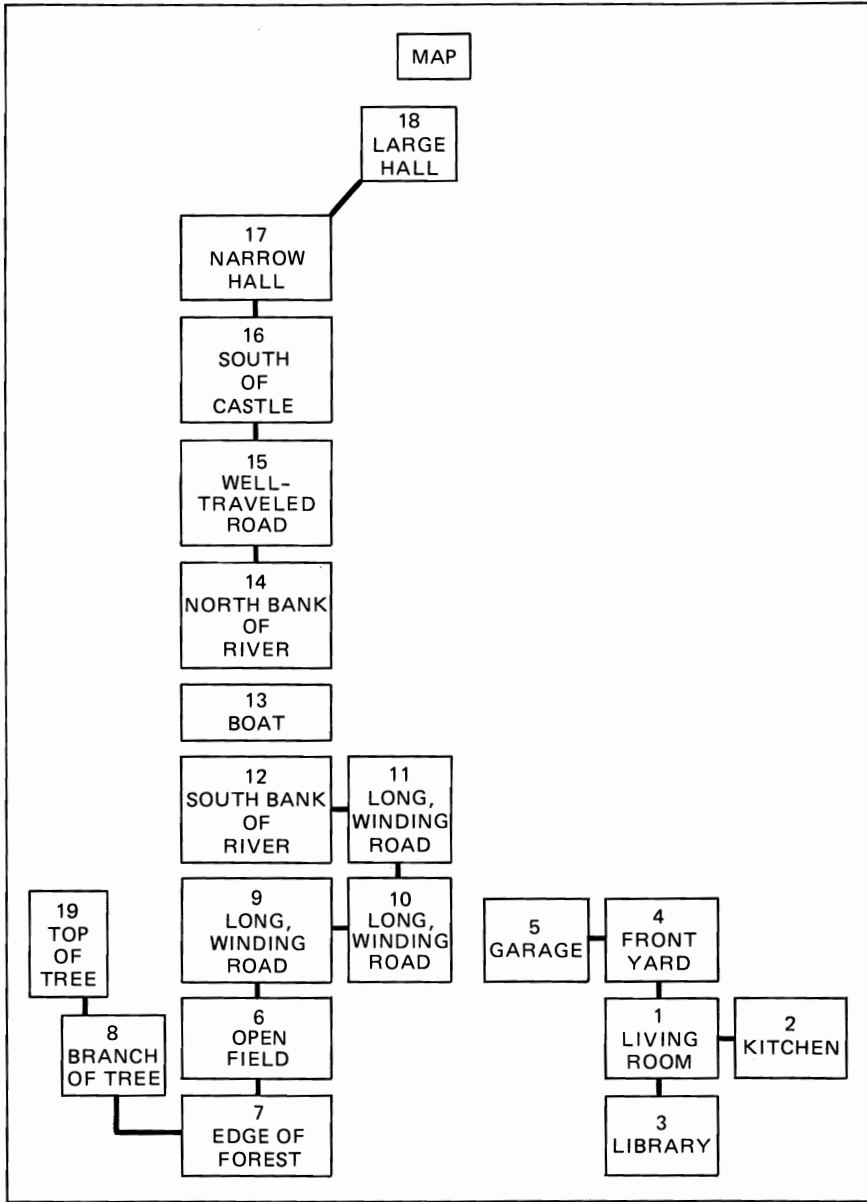 MAP
18
LARGE
HALL
17
NARROW
HALL
16
SOUTH
OF
CASTLE
15
WELL-
TRAVELED
ROAD
14
NORTH BANK
OF
RIVER
13
BOAT
12
SOUTH BANK
OF
RIVER
11
LONG,
WINDING
ROAD
19
TOP
OF
TREE
9
LONG,
WINDING
ROAD
10
LONG,
WINDING
ROAD
5
GARAGE
4
FRONT
YARD
8
BRANCH
OF TREE
6
OPEN
FIELD
1
LIVING
ROOM
2
KITCHEN
7
EDGE OF
FOREST
3
LIBRARY